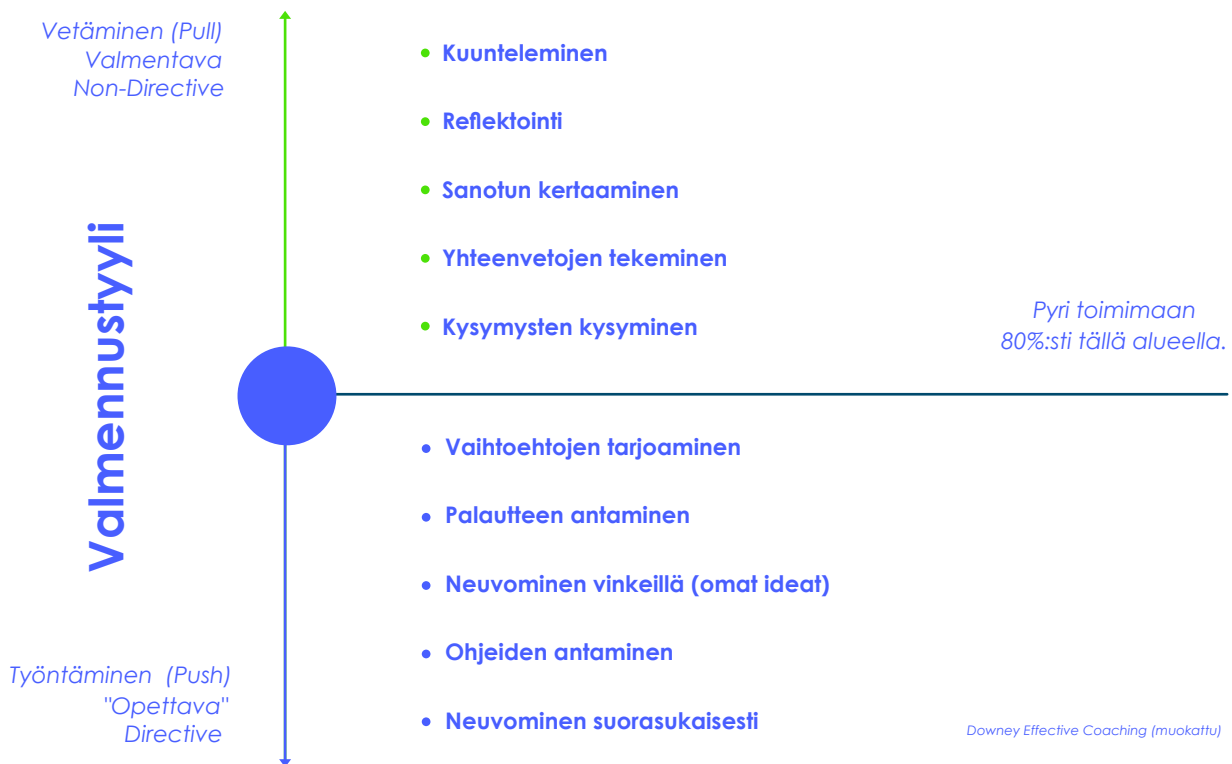 Vetäminen (Pull)
Valmentava
Non-Directive
Kuunteleminen
Reflektointi
Sanotun kertaaminen
Yhteenvetojen tekeminen
Kysymysten kysyminen
Pyri toimimaan
80%:sti tällä alueella.
Valmennustyyli
Vaihtoehtojen tarjoaminen
Palautteen antaminen
Neuvominen vinkeillä (omat ideat)
Ohjeiden antaminen
Neuvominen suorasukaisesti
Työntäminen (Push)
"Opettava"
Directive
Downey Effective Coaching (muokattu)